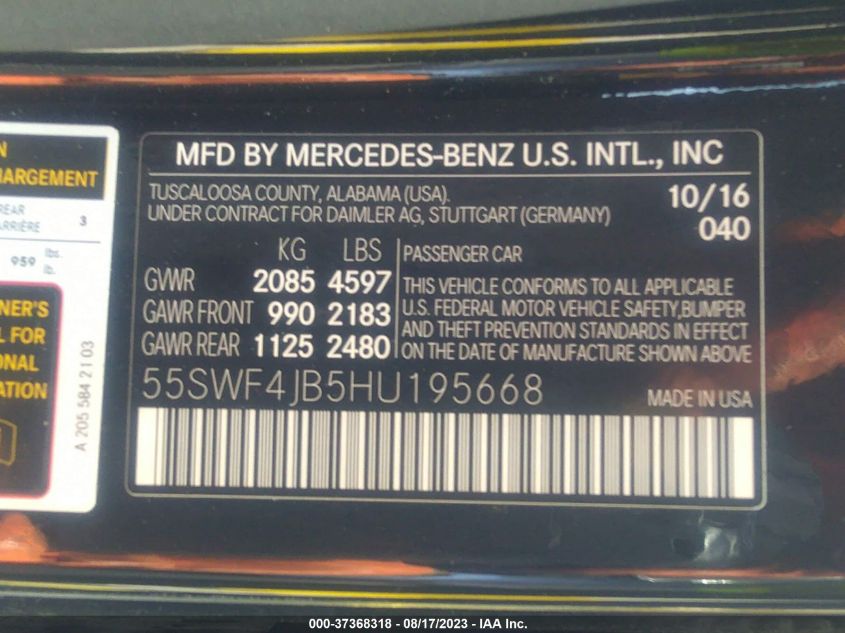 N
HARGEMENT
REAR
ARRIÈRE 3
959 lbs.
lb.
NER'S
L FOR
IONAL
ATION
A 205 584 21 03
MFD BY MERCEDES-BENZ U.S. INTL., INC
TUSCALOOSA COUNTY, ALABAMA (USA). 10/16
UNDER CONTRACT FOR DAIMLER AG, STUTTGART (GERMANY) 040
KG LBS
GVWR 2085 4597
GAWR FRONT 990 2183
GAWR REAR 1125 2480
PASSENGER CAR
THIS VEHICLE CONFORMS TO ALL APPLICABLE
U.S. FEDERAL MOTOR VEHICLE SAFETY,BUMPER
AND THEFT PREVENTION STANDARDS IN EFFECT
ON THE DATE OF MANUFACTURE SHOWN ABOVE
55SWF4JB5HU195668 MADE IN USA
000-37368318 - 08/17/2023 - IAA Inc.